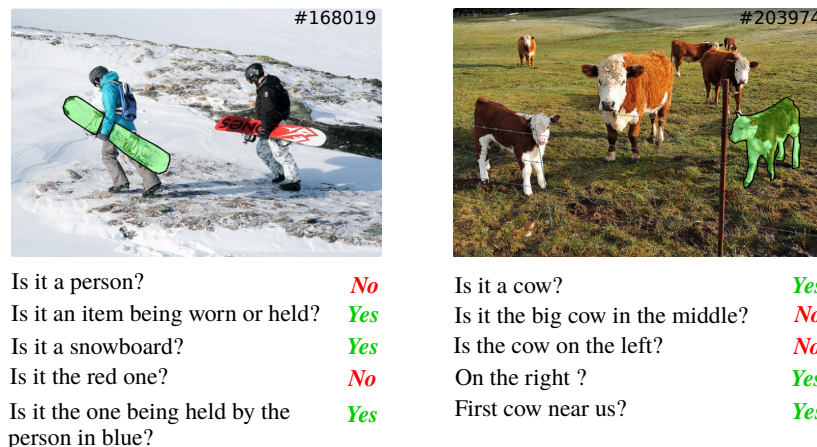 #168019
Is it a person? No
Is it an item being worn or held? Yes
Is it a snowboard? Yes
Is it the red one? No
Is it the one being held by the Yes
person in blue?
#203974
Is it a cow? Yes
Is it the big cow in the middle? No
Is the cow on the left? No
On the right ? Yes
First cow near us? Yes